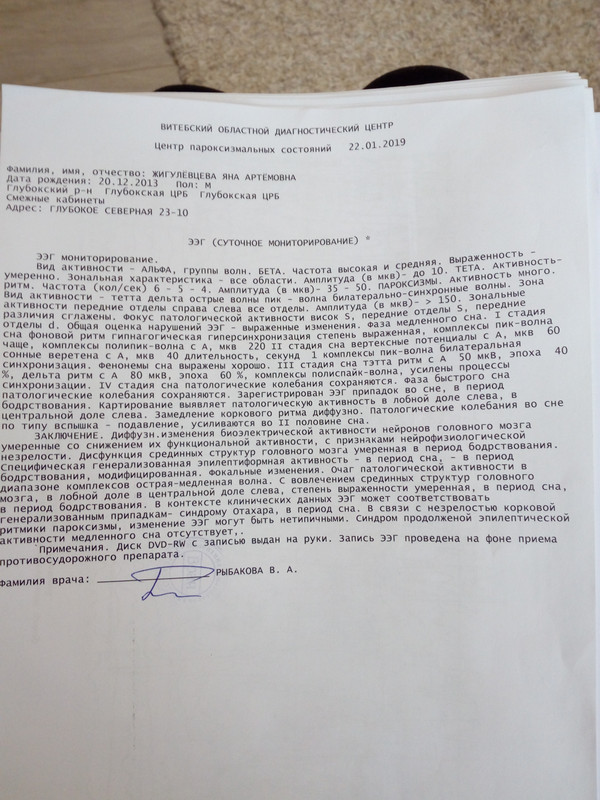 ВИТЕБСКИЙ ОБЛАСТНОЙ ДИАГНОСТИЧЕСКИЙ ЦЕНТР
Центр пароксизмальных состояний 22.01.2019
Фамилия, имя, отчество: ЖИГУЛЁВЦЕВА ЯНА АРТЁМОВНА
Дата рождения: 20.12.2013 Пол: М
Глубокский р-н Глубокская ЦРБ Глубокская ЦРБ
Смежные кабинеты
Адрес: ГЛУБОКОЕ СЕВЕРНАЯ 23-10
ЭЭГ (СУТОЧНОЕ МОНИТОРИРОВАНИЕ) *
ЭЭГ мониторирование.
Вид активности - АЛЬФА, группы волн. БЕТА. Частота высокая и средняя. Выраженность -
умеренно. Зональная характеристика - все области. Амплитуда (в мкв)- до 10. ТЕТА. Активность-
ритм. Частота (кол/сек) 6 - 5 - 4. Амплитуда (в мкв)- 35 - 50. ПАРОКСИЗМЫ. Активность много.
Вид активности - тетта дельта острые волны пик - волна билатерально-синхронные волны. Зона
активности передние отделы справа слева все отделы. Амплитуда (в мкв)- > 150. Зональные
различия сглажены. фокус патологической активности висок S, передние отделы S, передние
отделы d. Общая оценка нарушений ЭЭГ - выраженные изменения. Фаза медленного сна. I стадия
сна фоновой ритм гипнагогическая гиперсинхронизация степень выраженная, комплексы пик-волна
чаще, комплексы полипик-волна с А, мкв 220 II стадия сна вертексные потенциалы с А, мкв 60
сонные веретена с А, мкв 40 длительность, секунд 1 комплексы пик-волна билатеральная
синхронизация. Фенонемы сна выражены хорошо. III стадия сна тэтта ритм с А 50 мкВ, эпоха 40
%, дельта ритм с А 80 мкВ, эпоха 60 %, комплексы полиспайк-волна, усилены процессы
синхронизации. IV стадия сна патологические колебания сохраняются. Фаза быстрого сна
патологические колебания сохраняются. Зарегистрирован ЭЭГ припадок во сне, в период
бодрствования. Картирование выявляет патологическую активность в лобной доле слева, в
центральной доле слева. Замедление коркового ритма диффузно. Патологические колебания во сне
по типу вспышка - подавление, усиливаются во II половине сна.
ЗАКЛЮЧЕНИЕ. Диффузн.изменения биоэлектрической активности нейронов головного мозга
умеренные со снижением их функциональной активности, с признаками нейрофизиологической
незрелости. Дисфункция срединных структур головного мозга умеренная в период бодрствования.
Специфическая генерализованная эпилептиформная активность - в период сна, - в период
бодрствования, модифицированная. Фокальные изменения. Очаг патологической активности в
диапазоне комплексов острая-медленная волна. С вовлечением срединных структур головного
мозга, в лобной доле в центральной доле слева, степень выраженности умеренная, в период сна,
в период бодрствования. В контексте клинических данных ЭЭГ может соответствовать
генерализованным припадкам- синдрому Отахара, в период сна. В связи с незрелостью корковой
ритмики пароксизмы, изменение ЭЭГ могут быть нетипичными. Синдром продолженой эпилептической
активности медленного сна отсутствует,.
Примечания. Диск DVD-RW с записью выдан на руки. Запись ЭЭГ проведена на фоне приема
противосудорожного препарата.
Фамилия врача: РЫБАКОВА В. А.